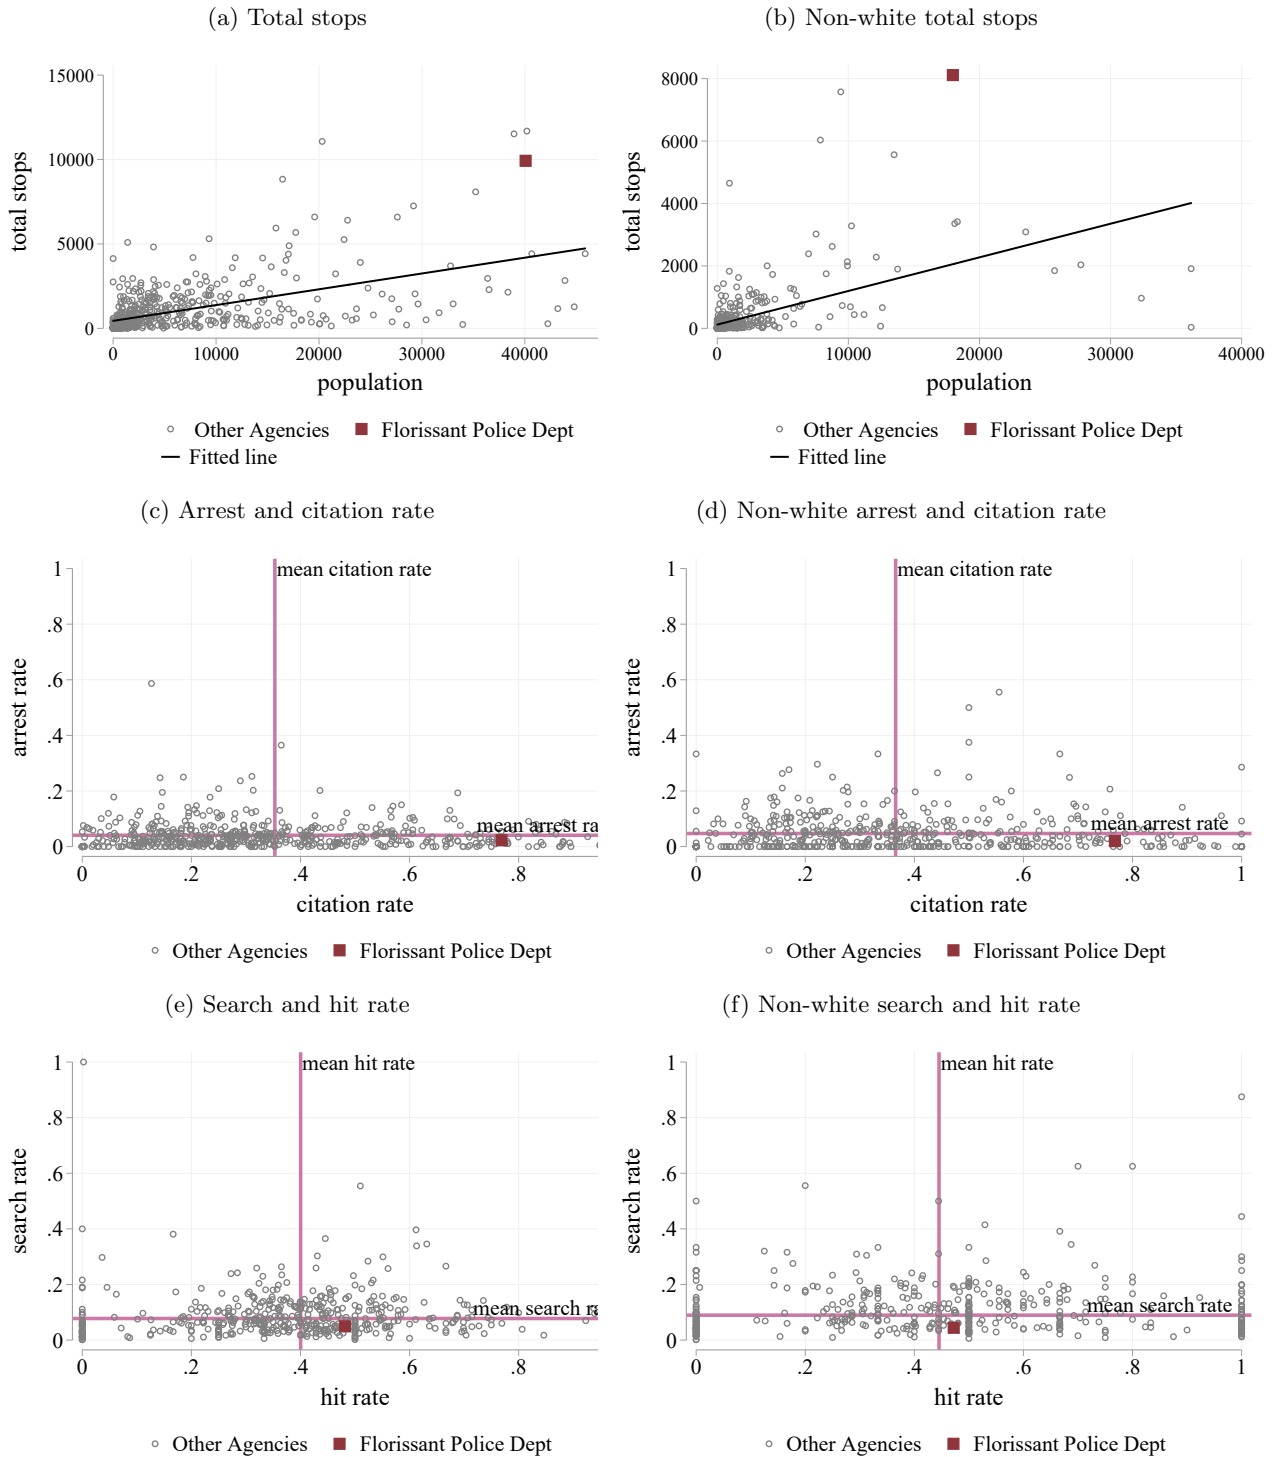 (a) Total stops
(b) Non-white total stops
15000
10000
5000
0
total stops
0 10000 20000 30000 40000
population
Other Agencies Florissant Police Dept
Fitted line
8000
6000
4000
2000
0
total stops
0 10000 20000 30000 40000
population
Other Agencies Florissant Police Dept
Fitted line
(c) Arrest and citation rate
(d) Non-white arrest and citation rate
1
.8
.6
.4
.2
0
arrest rate
mean citation rate
mean arrest ra
0 .2 .4 .6 .8
citation rate
Other Agencies Florissant Police Dept
1
.8
.6
.4
.2
0
arrest rate
mean citation rate
mean arrest rate
0 .2 .4 .6 .8 1
citation rate
Other Agencies Florissant Police Dept
(e) Search and hit rate
(f) Non-white search and hit rate
1
.8
.6
.4
.2
0
search rate
mean hit rate
mean search ra
0 .2 .4 .6 .8
hit rate
Other Agencies Florissant Police Dept
1
.8
.6
.4
.2
0
search rate
mean hit rate
mean search rate
0 .2 .4 .6 .8 1
hit rate
Other Agencies Florissant Police Dept